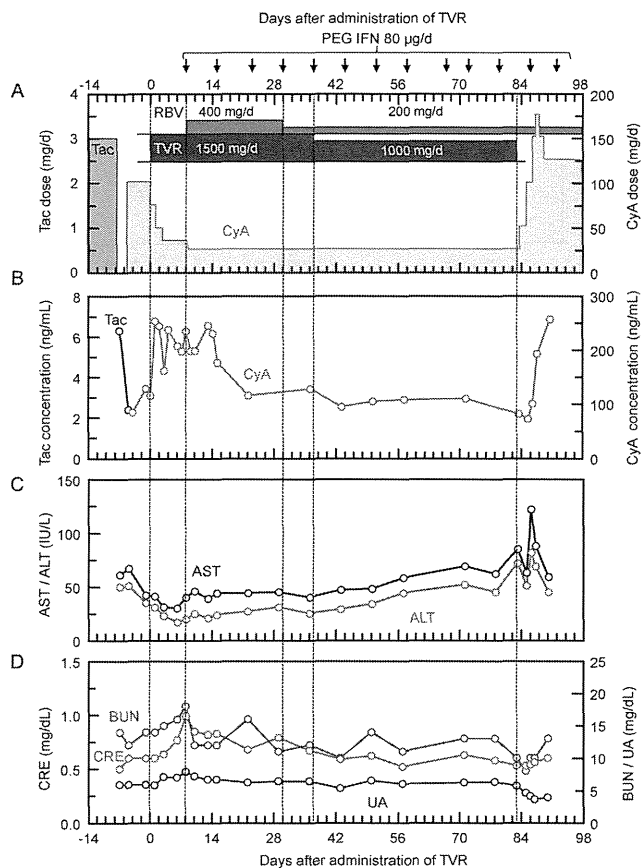 Days after administration of TVR
PEG IFN 80 µg/d
-14 0 14 28 42 56 70 84 98
A
Tac dose (mg/d)
4
3
2
1
0
Tac
RBV 400 mg/d 200 mg/d
TVR 1500 mg/d 1000 mg/d
CyA
200
150
100
50
0
CyA dose (mg/d)
B
Tac concentration (ng/mL)
8
6
4
2
0
Tac
CyA
300
200
100
0
CyA concentration (ng/mL)
C
AST / ALT (IU/L)
150
100
50
0
AST
ALT
D
CRE (mg/dL)
1.5
1.0
0.5
0.0
BUN
CRE
UA
25
20
15
10
5
0
BUN / UA (mg/dL)
-14 0 14 28 42 56 70 84 98
Days after administration of TVR